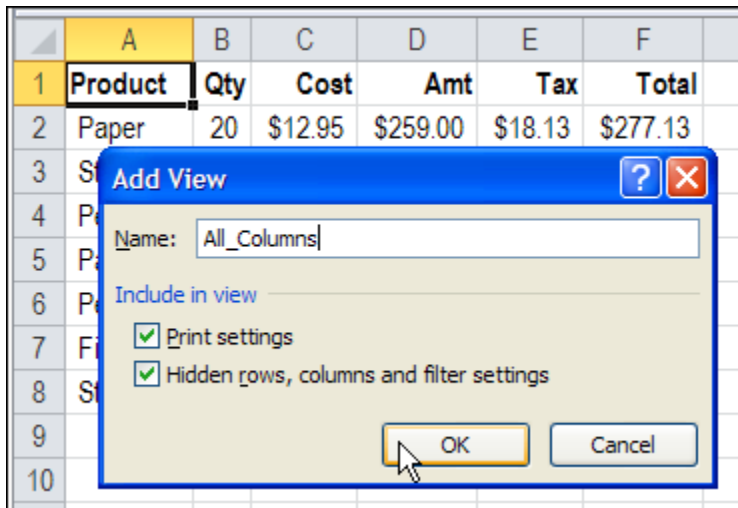 A B C D E F
1 Product Qty Cost Amt Tax Total
2 Paper 20 $12.95 $259.00 $18.13 $277.13
3
Add View ?
4
Name: All_Columns
5
6
Include in view
7
Print settings
8
Hidden rows, columns and filter settings
9
OK Cancel
10